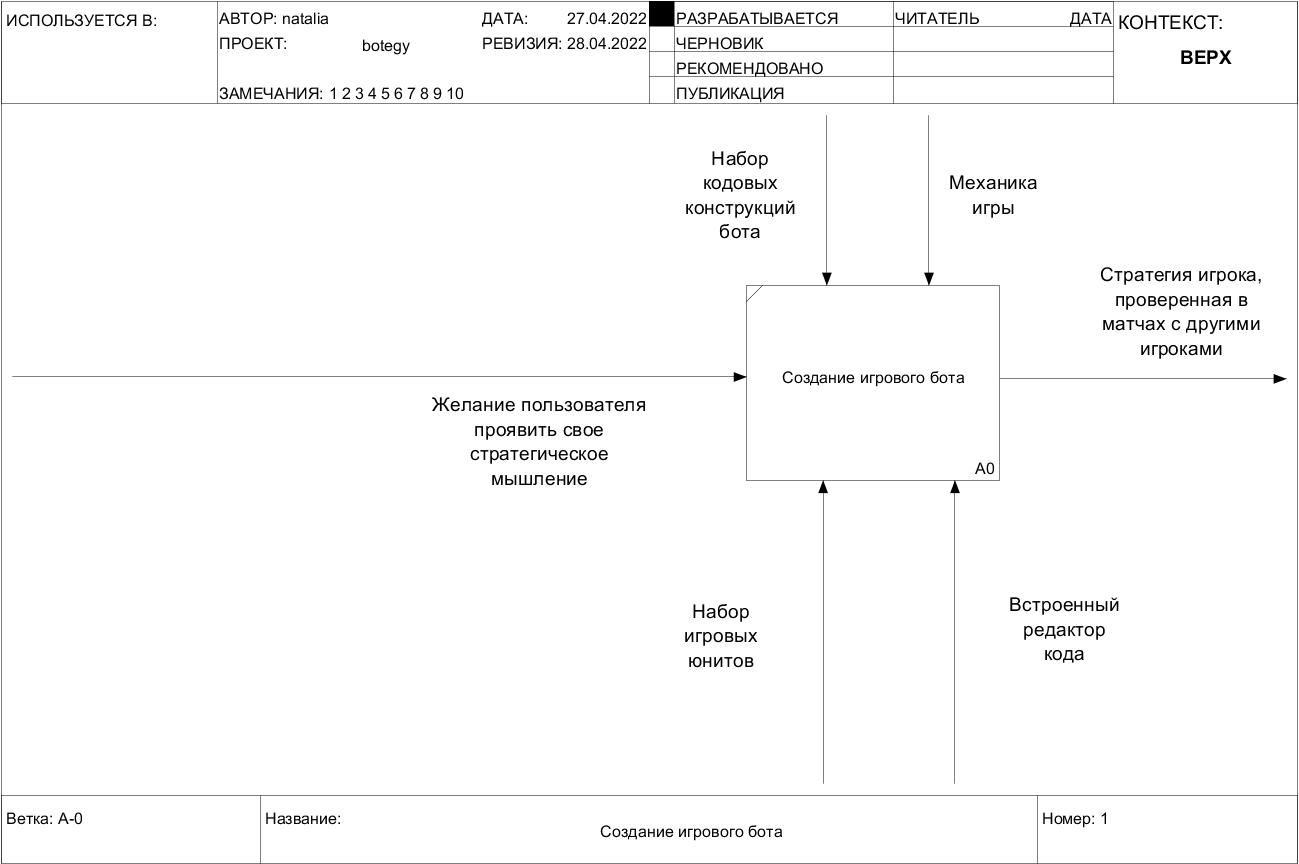 ИСПОЛЬЗУЕТСЯ В:
АВТОР: natalia
ДАТА: 27.04.2022
ПРОЕКТ: botegy
РЕВИЗИЯ: 28.04.2022
ЗАМЕЧАНИЯ: 1 2 3 4 5 6 7 8 9 10
РАЗРАБАТЫВАЕТСЯ
ЧЕРНОВИК
РЕКОМЕНДОВАНО
ПУБЛИКАЦИЯ
ЧИТАТЕЛЬ ДАТА
КОНТЕКСТ:
ВЕРХ
Набор
кодовых
конструкций
бота
Механика
игры
Стратегия игрока,
проверенная в
матчах с другими
игроками
Создание игрового бота
A0
Желание пользователя
проявить свое
стратегическое
мышление
Набор
игровых
юнитов
Встроенный
редактор
кода
Ветка: A-0
Название:
Создание игрового бота
Номер: 1